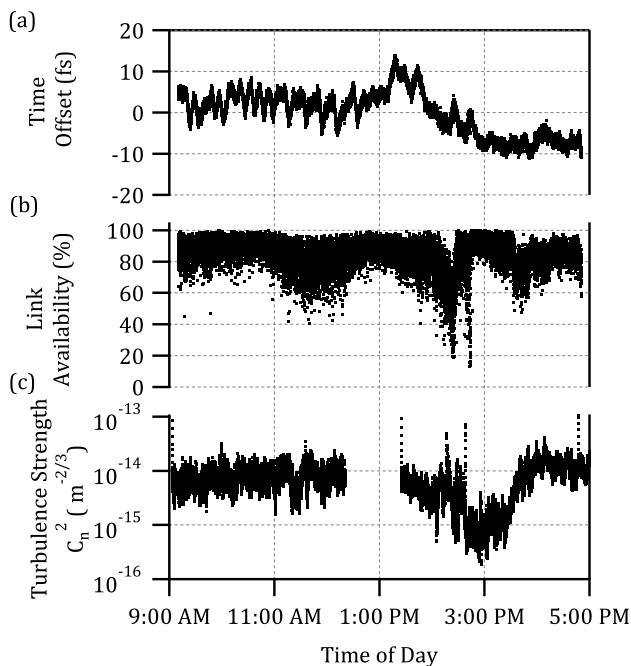 (a)
20
10
0
-10
-20
Time
Offset (fs)
(b)
100
80
60
40
20
0
Link
Availability (%)
(c)
10^-13
10^-14
10^-15
10^-16
Turbulence Strength
C_n^2 ( m^-2/3)
9:00 AM 11:00 AM 1:00 PM 3:00 PM 5:00 PM
Time of Day